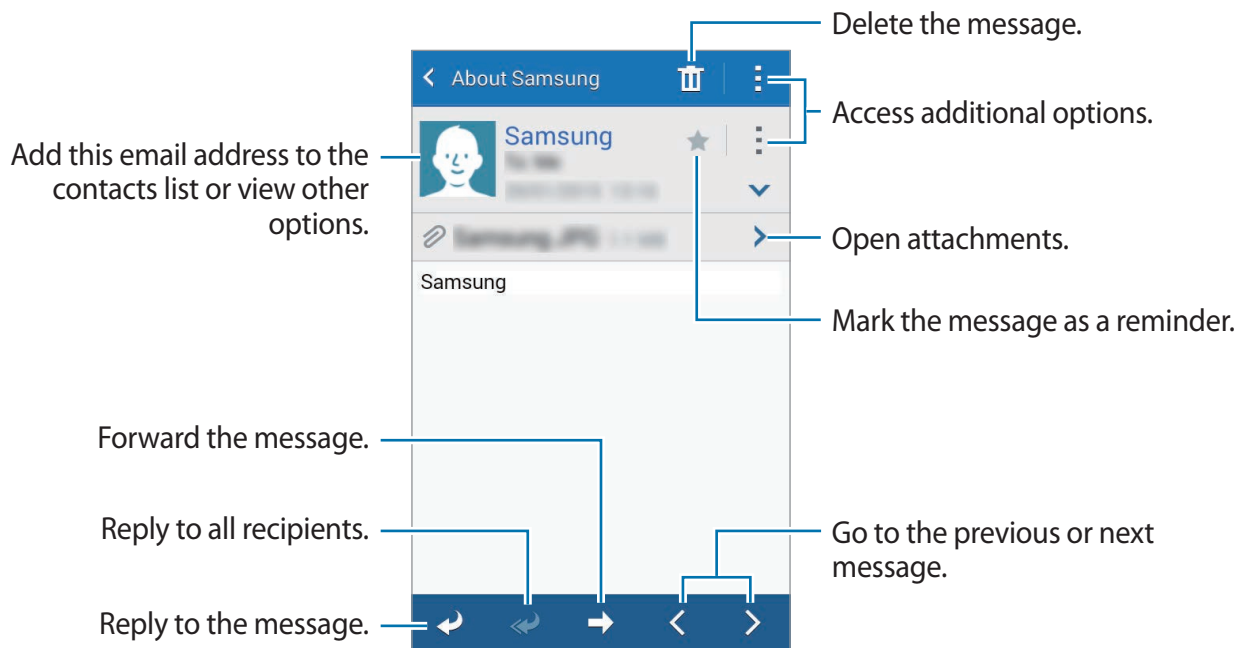 Delete the message.
About Samsung
Access additional options.
Samsung
Add this email address to the
contacts list or view other
options.
Open attachments.
Samsung
Mark the message as a reminder.
Forward the message.
Reply to all recipients.
Go to the previous or next
message.
Reply to the message.